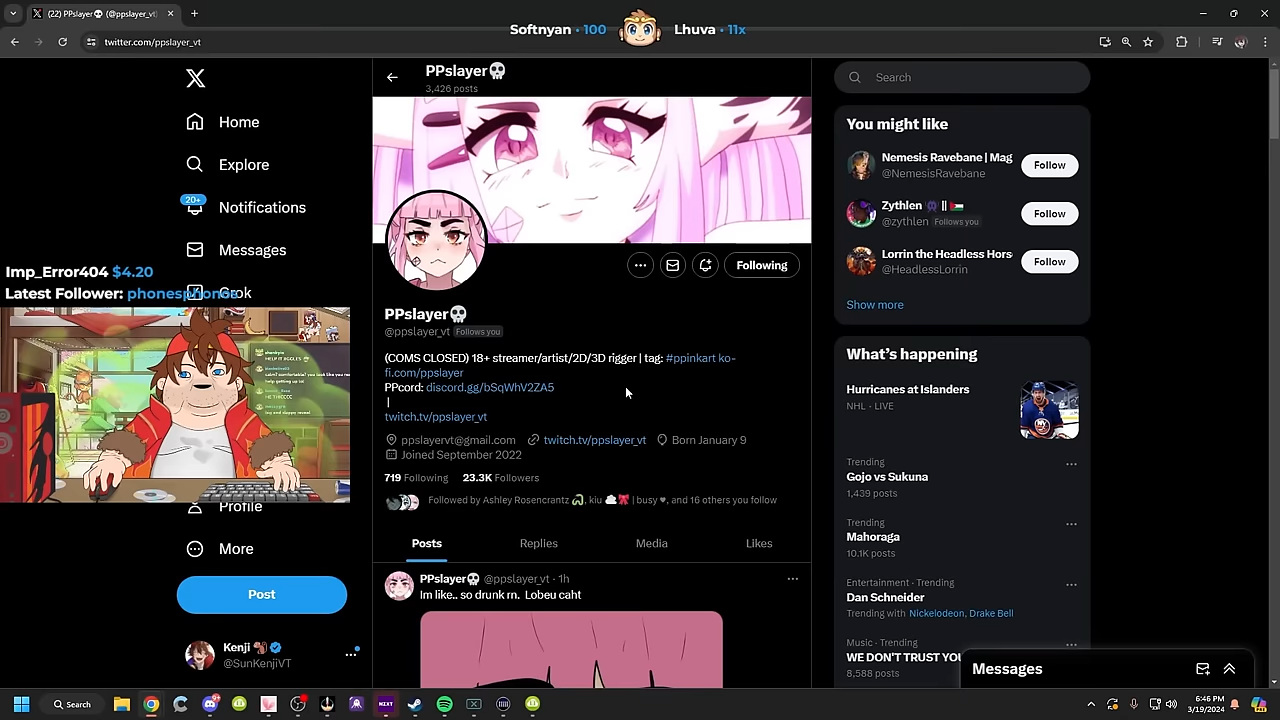 (22) PPslayer💀 (@ppslayer_vt)
twitter.com/ppslayer_vt
Softnyan · 100
Lhuva · 11x
PPslayer💀
3,426 posts
Home
Explore
20+
Notifications
Messages
Grok
Profile
More
Post
Kenji
@SunKenjiVT
Imp_Error404 $4.20
Latest Follower: phonesphones
HELP IT JIGGLES
Following
PPslayer💀
@ppslayer_vt Follows you
(COMS CLOSED) 18+ streamer/artist/2D/3D rigger | tag: #ppinkart ko-
fi.com/ppslayer
PPcord: discord.gg/bSqWhV2ZA5
|
twitch.tv/ppslayer_vt
ppslayervt@gmail.com twitch.tv/ppslayer_vt Born January 9
Joined September 2022
719 Following 23.3K Followers
Followed by Ashley Rosencrantz, kiu ☁️🎀 | busy ♥, and 16 others you follow
Posts Replies Media Likes
PPslayer💀 @ppslayer_vt · 1h
Im like.. so drunk rn. Lobeu caht
Search
You might like
Nemesis Ravebane | Mag
@NemesisRavebane
Follow
Zythlen || 🇵🇸
@zythlen Follows you
Follow
Lorrin the Headless Hors
@HeadlessLorrin
Follow
Show more
What's happening
Hurricanes at Islanders
NHL · LIVE
Trending
Gojo vs Sukuna
1,439 posts
Trending
Mahoraga
10.1K posts
Entertainment · Trending
Dan Schneider
Trending with Nickelodeon, Drake Bell
Music · Trending
WE DON'T TRUST YOU
8,588 posts
Messages
Search
NIXT
6:46 PM
3/19/2024